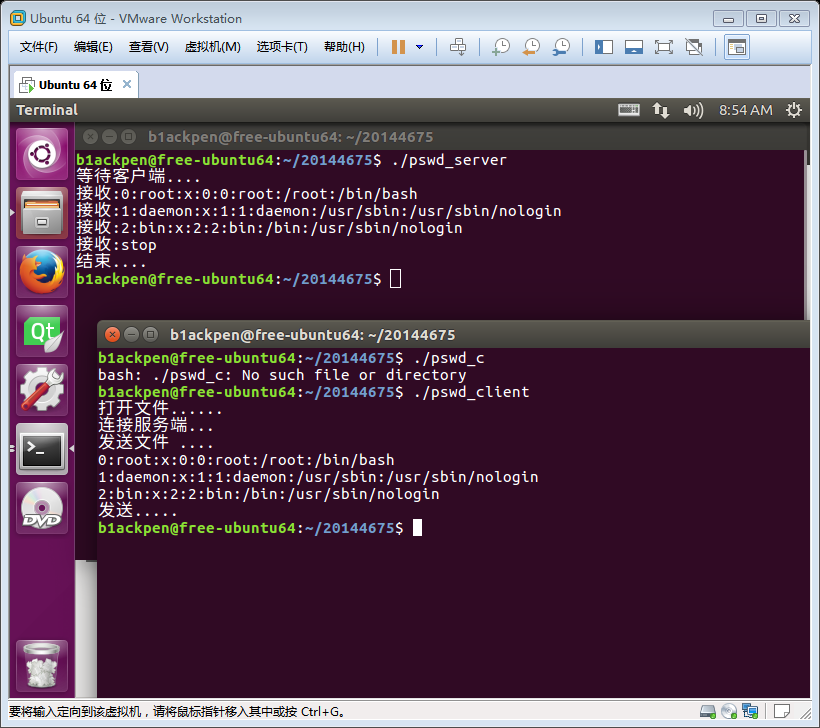 Ubuntu 64 位 - VMware Workstation
文件(F) 编辑(E) 查看(V) 虚拟机(M) 选项卡(T) 帮助(H)
Ubuntu 64 位
Terminal 8:54 AM
b1ackpen@free-ubuntu64: ~/20144675
b1ackpen@free-ubuntu64:~/20144675$ ./pswd_server
等待客户端....
接收:0:root:x:0:0:root:/root:/bin/bash
接收:1:daemon:x:1:1:daemon:/usr/sbin:/usr/sbin/nologin
接收:2:bin:x:2:2:bin:/bin:/usr/sbin/nologin
接收:stop
结束....
b1ackpen@free-ubuntu64:~/20144675$
b1ackpen@free-ubuntu64: ~/20144675
b1ackpen@free-ubuntu64:~/20144675$ ./pswd_c
bash: ./pswd_c: No such file or directory
b1ackpen@free-ubuntu64:~/20144675$ ./pswd_client
打开文件......
连接服务端...
发送文件 ....
0:root:x:0:0:root:/root:/bin/bash
1:daemon:x:1:1:daemon:/usr/sbin:/usr/sbin/nologin
2:bin:x:2:2:bin:/bin:/usr/sbin/nologin
发送.....
b1ackpen@free-ubuntu64:~/20144675$
Qt
DVD
要将输入定向到该虚拟机，请将鼠标指针移入其中或按 Ctrl+G。